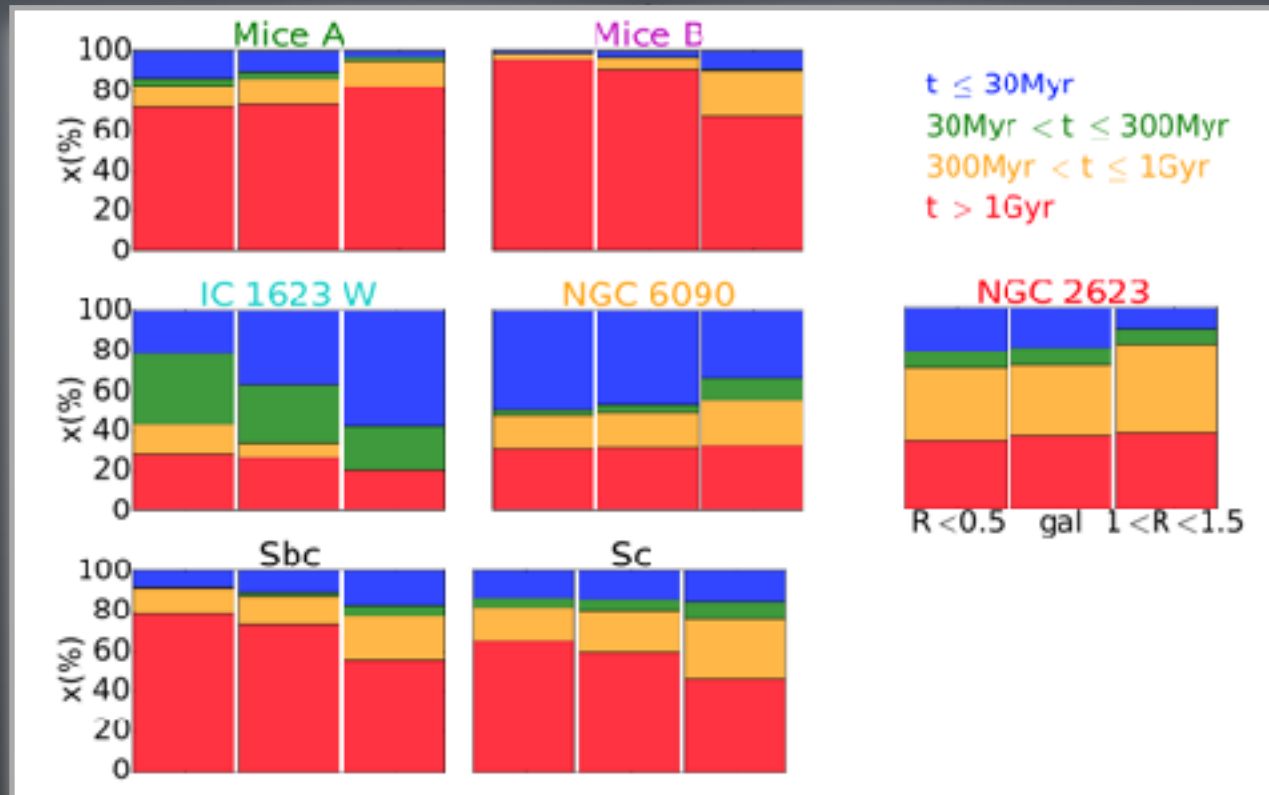 Mice A
Mice B
100
80
60
40
20
0
x(%)
t ≤ 30Myr
30Myr < t ≤ 300Myr
300Myr < t ≤ 1Gyr
t > 1Gyr
IC 1623 W
NGC 6090
NGC 2623
100
80
60
40
20
0
x(%)
R<0.5 gal 1<R<1.5
Sbc
Sc
100
80
60
40
20
0
x(%)